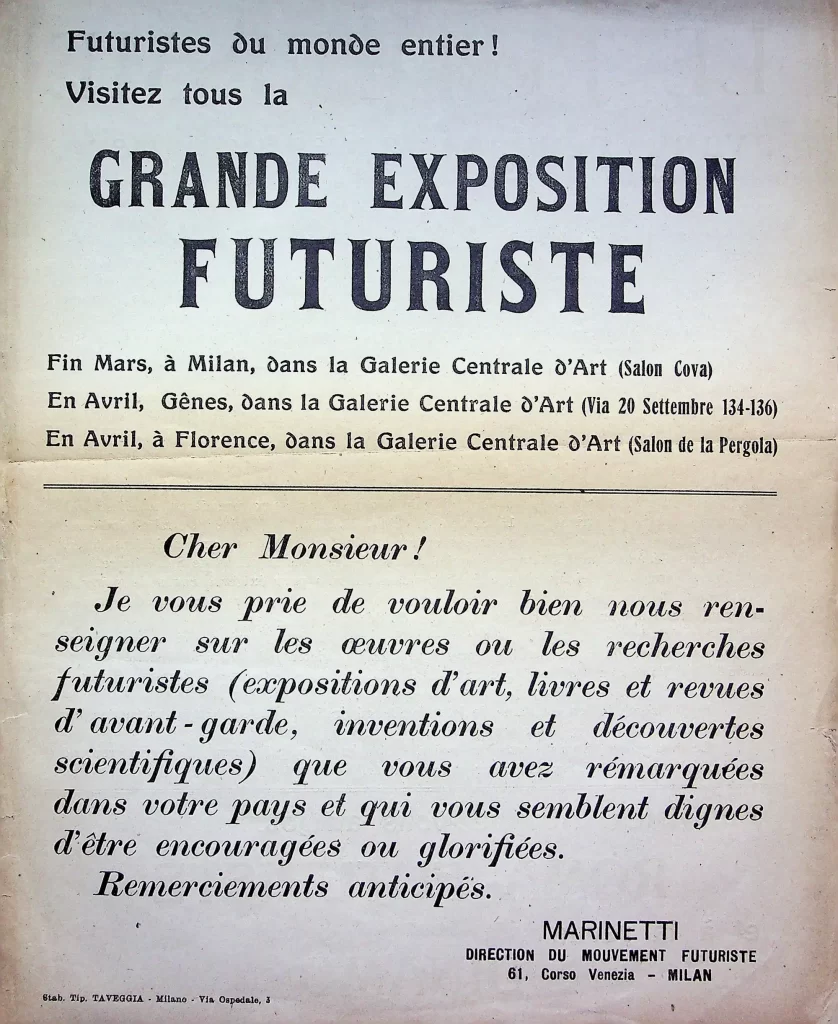 Futuristes du monde entier!
Visitez tous la
GRANDE EXPOSITION
FUTURISTE
Fin Mars, à Milan, dans la Galerie Centrale d'Art (Salon Cova)
En Avril, Gênes, dans la Galerie Centrale d'Art (Via 20 Settembre 134-136)
En Avril, à Florence, dans la Galerie Centrale d'Art (Salon de la Pergola)
Cher Monsieur!
Je vous prie de vouloir bien nous ren-
seigner sur les œuvres ou les recherches
futuristes (expositions d'art, livres et revues
d'avant-garde, inventions et découvertes
scientifiques) que vous avez rémarquées
dans votre pays et qui vous semblent dignes
d'être encouragées ou glorifiées.
Remerciements anticipés.
MARINETTI
DIRECTION DU MOUVEMENT FUTURISTE
61, Corso Venezia - MILAN
Stab. Tip. TAVEGGIA - Milano - Via Ospedale, 3